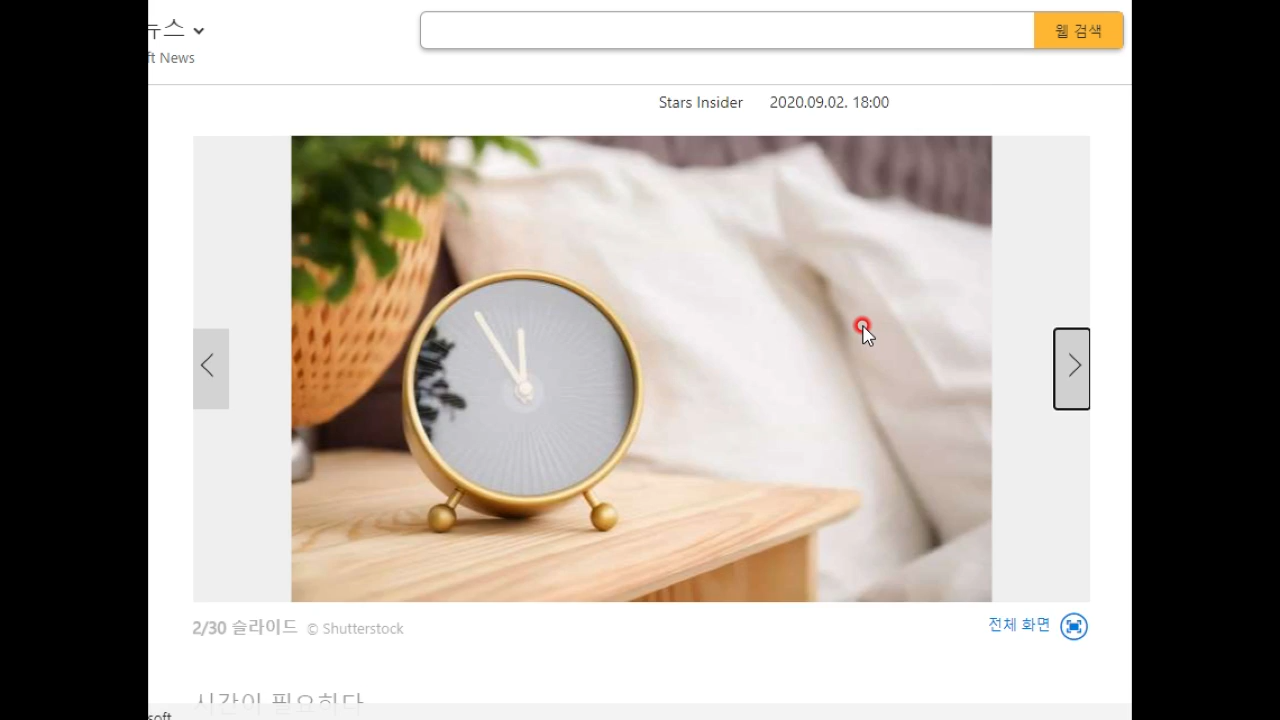 뉴스
ft News
웹 검색
Stars Insider 2020.09.02. 18:00
2/30 슬라이드 © Shutterstock
전체 화면
시간이 필요하다
soft